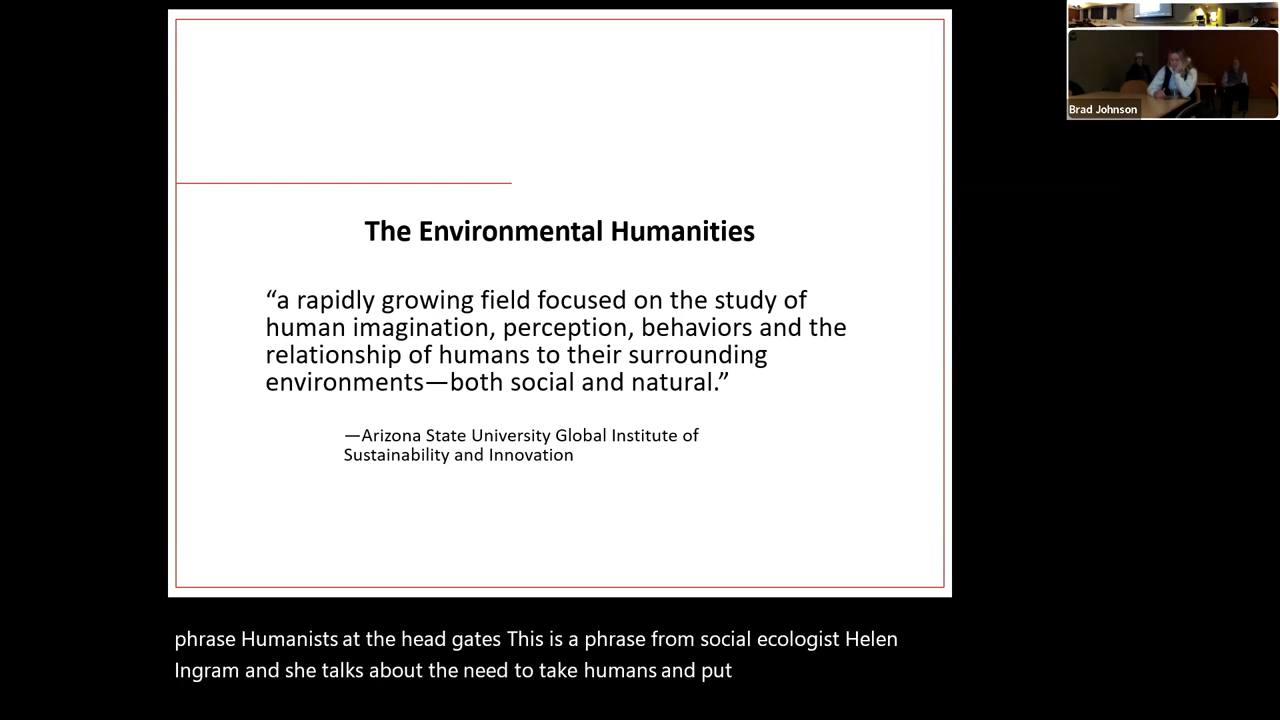 The Environmental Humanities
“a rapidly growing field focused on the study of
human imagination, perception, behaviors and the
relationship of humans to their surrounding
environments—both social and natural.”
—Arizona State University Global Institute of
Sustainability and Innovation
Brad Johnson
phrase Humanists at the head gates This is a phrase from social ecologist Helen
Ingram and she talks about the need to take humans and put